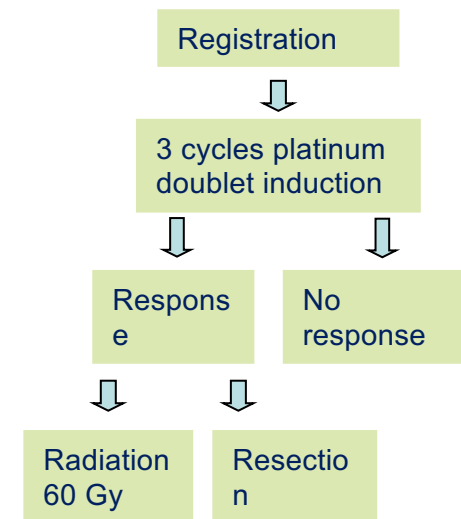 Registration
3 cycles platinum
doublet induction
Respons
e
No
response
Radiation
60 Gy
Resectio
n